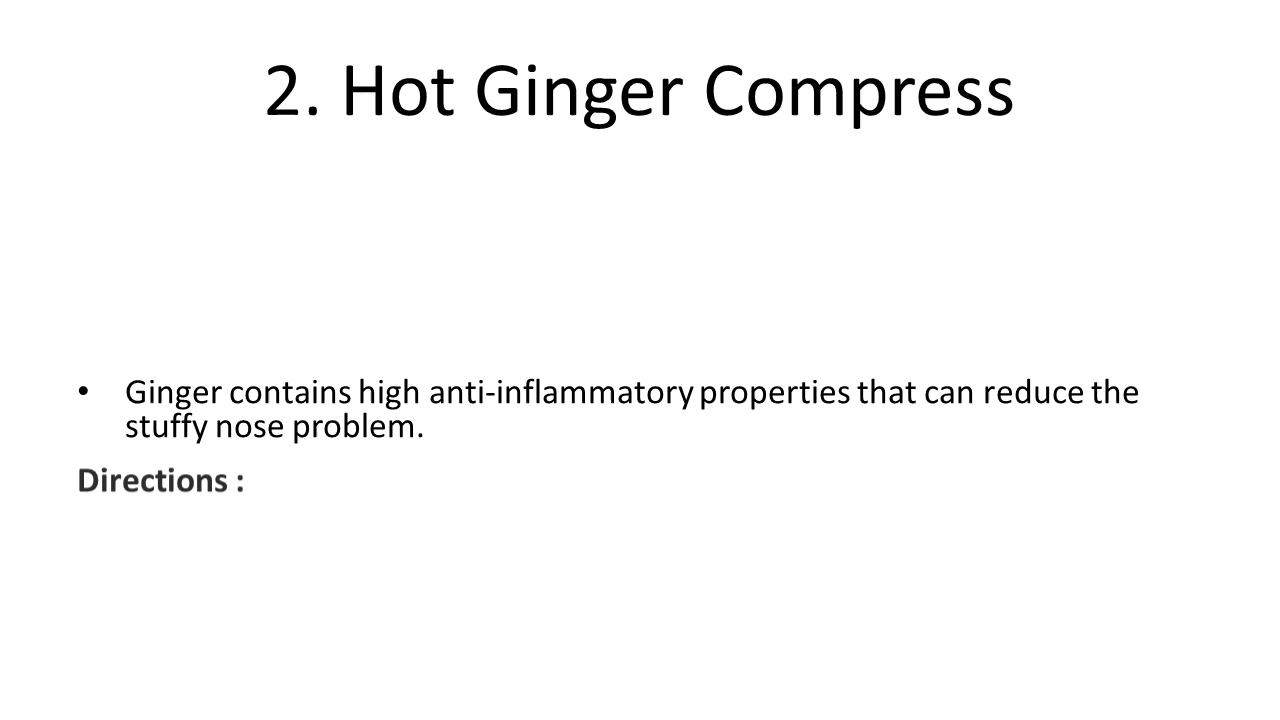 2. Hot Ginger Compress
• Ginger contains high anti-inflammatory properties that can reduce the
stuffy nose problem.
Directions :